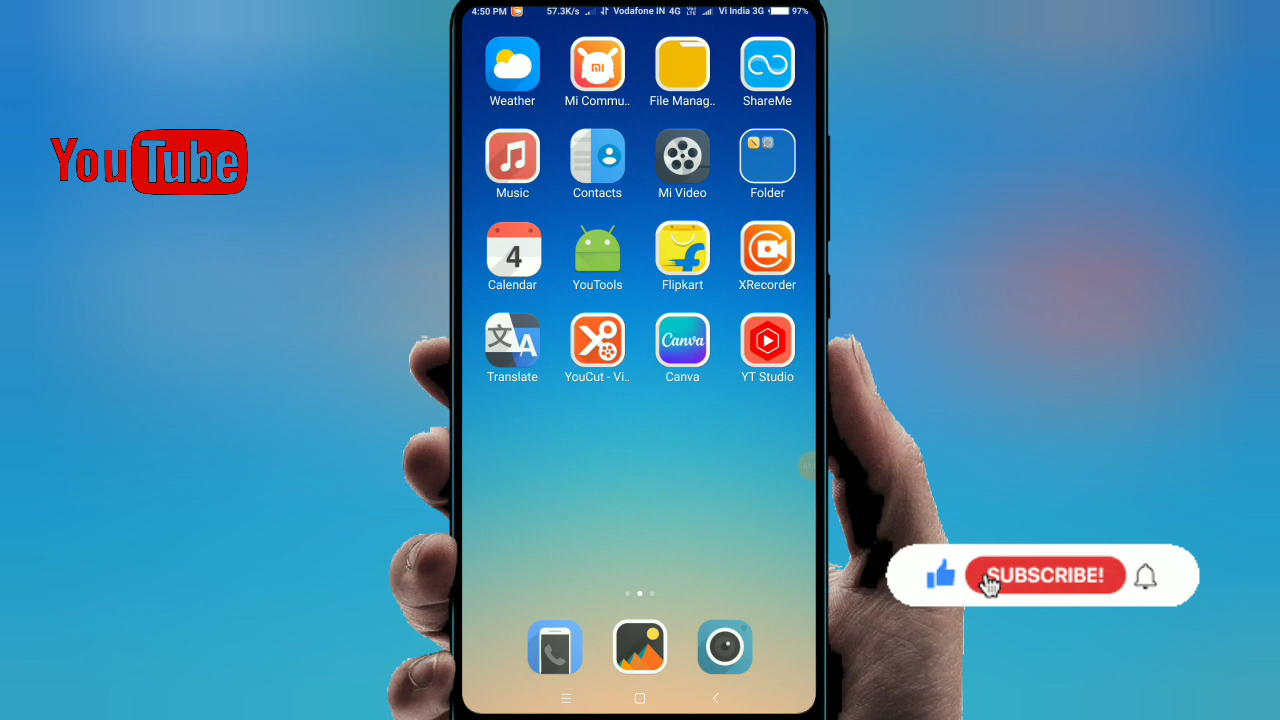 4:50 PM 57.3K/s Vodafone IN 4G Vi India 3G 97%
Weather Mi Commu.. File Manag.. ShareMe
Music Contacts Mi Video Folder
4
Calendar YouTools Flipkart XRecorder
文A Canva
Translate YouCut - Vi.. Canva YT Studio
YouTube
SUBSCRIBE!